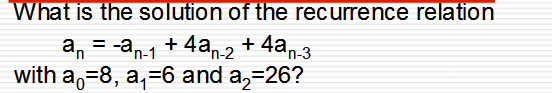 What is the solution of the recurrence relation
aₙ = -aₙ₋₁ + 4aₙ₋₂ + 4aₙ₋₃
with a₀=8, a₁=6 and a₂=26?